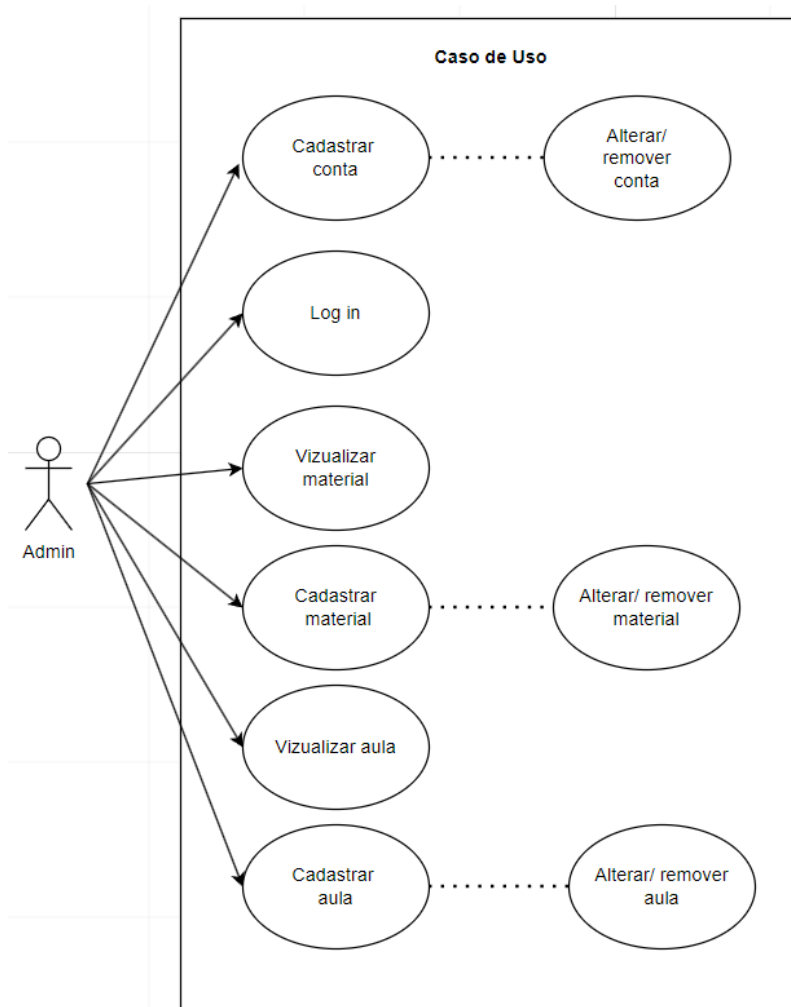 Caso de Uso
Cadastrar
conta
Alterar/
remover
conta
Log in
Vizualizar
material
Admin
Cadastrar
material
Alterar/ remover
material
Vizualizar aula
Cadastrar
aula
Alterar/ remover
aula